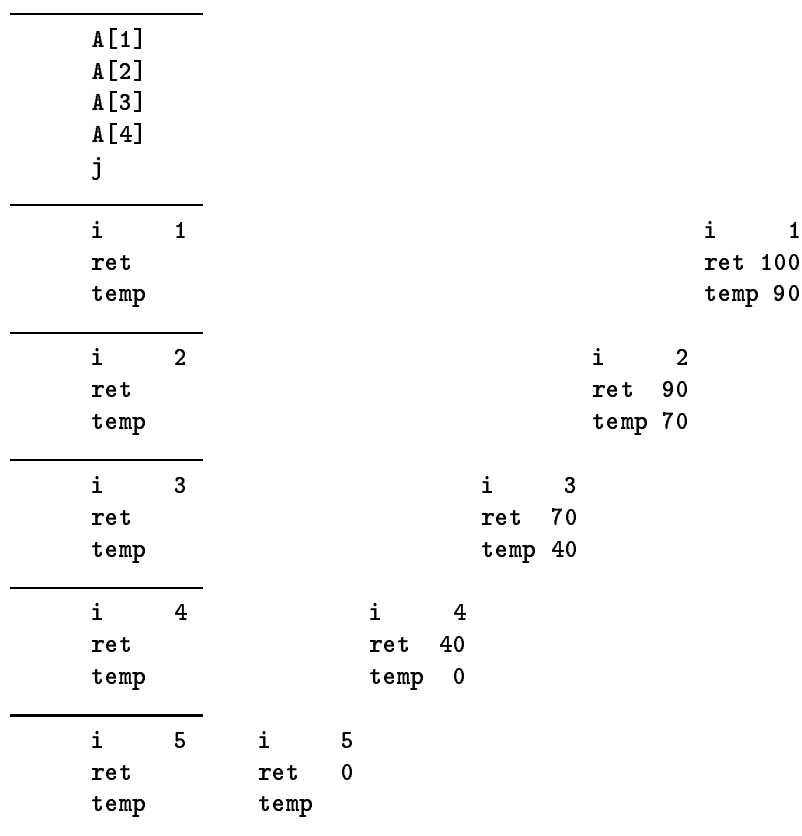 A[1]
A[2]
A[3]
A[4]
j
i 1 i 1
ret ret 100
temp temp 90
i 2 i 2
ret ret 90
temp temp 70
i 3 i 3
ret ret 70
temp temp 40
i 4 i 4
ret ret 40
temp temp 0
i 5 i 5
ret ret 0
temp temp